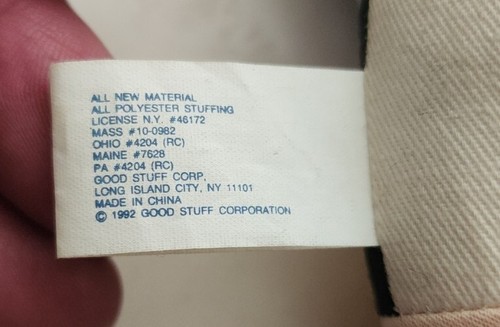 ALL NEW MATERIAL
ALL POLYESTER STUFFING
LICENSE N.Y. #46172
MASS #10-0982
OHIO #4204 (RC)
MAINE #7628
PA #4204 (RC)
GOOD STUFF CORP.
LONG ISLAND CITY, NY 11101
MADE IN CHINA
© 1992 GOOD STUFF CORPORATION